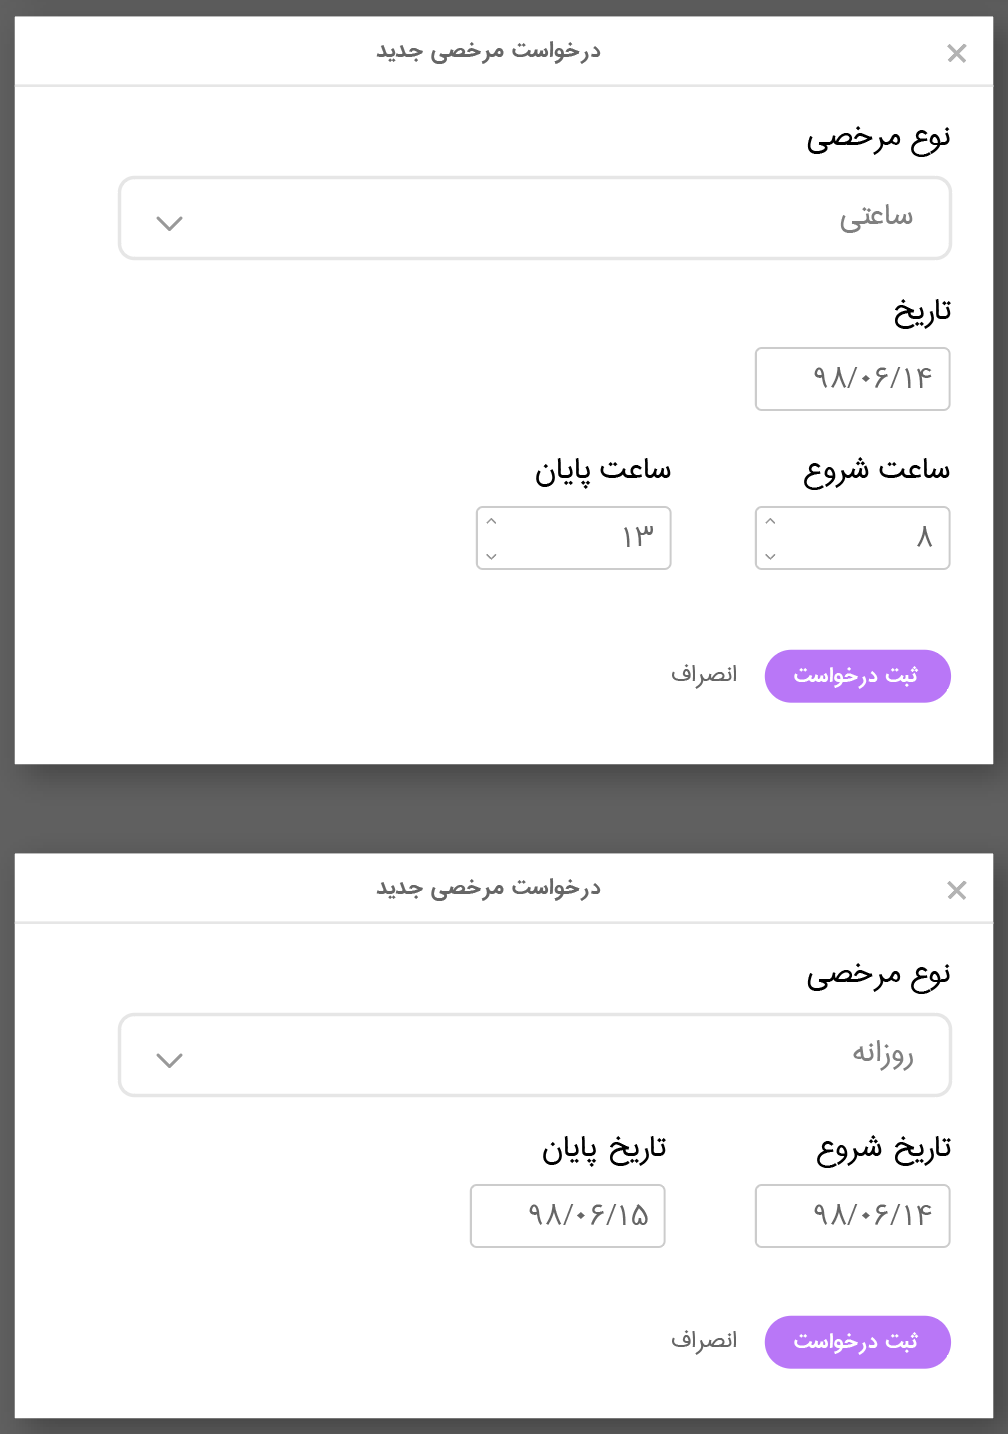 درخواست مرخصی جدید
نوع مرخصی
ساعتی
تاریخ
۹۸/۰۶/۱۴
ساعت شروع ساعت پایان
۸ ۱۳
ثبت درخواست انصراف
درخواست مرخصی جدید
نوع مرخصی
روزانه
تاریخ شروع تاریخ پایان
۹۸/۰۶/۱۴ ۹۸/۰۶/۱۵
ثبت درخواست انصراف